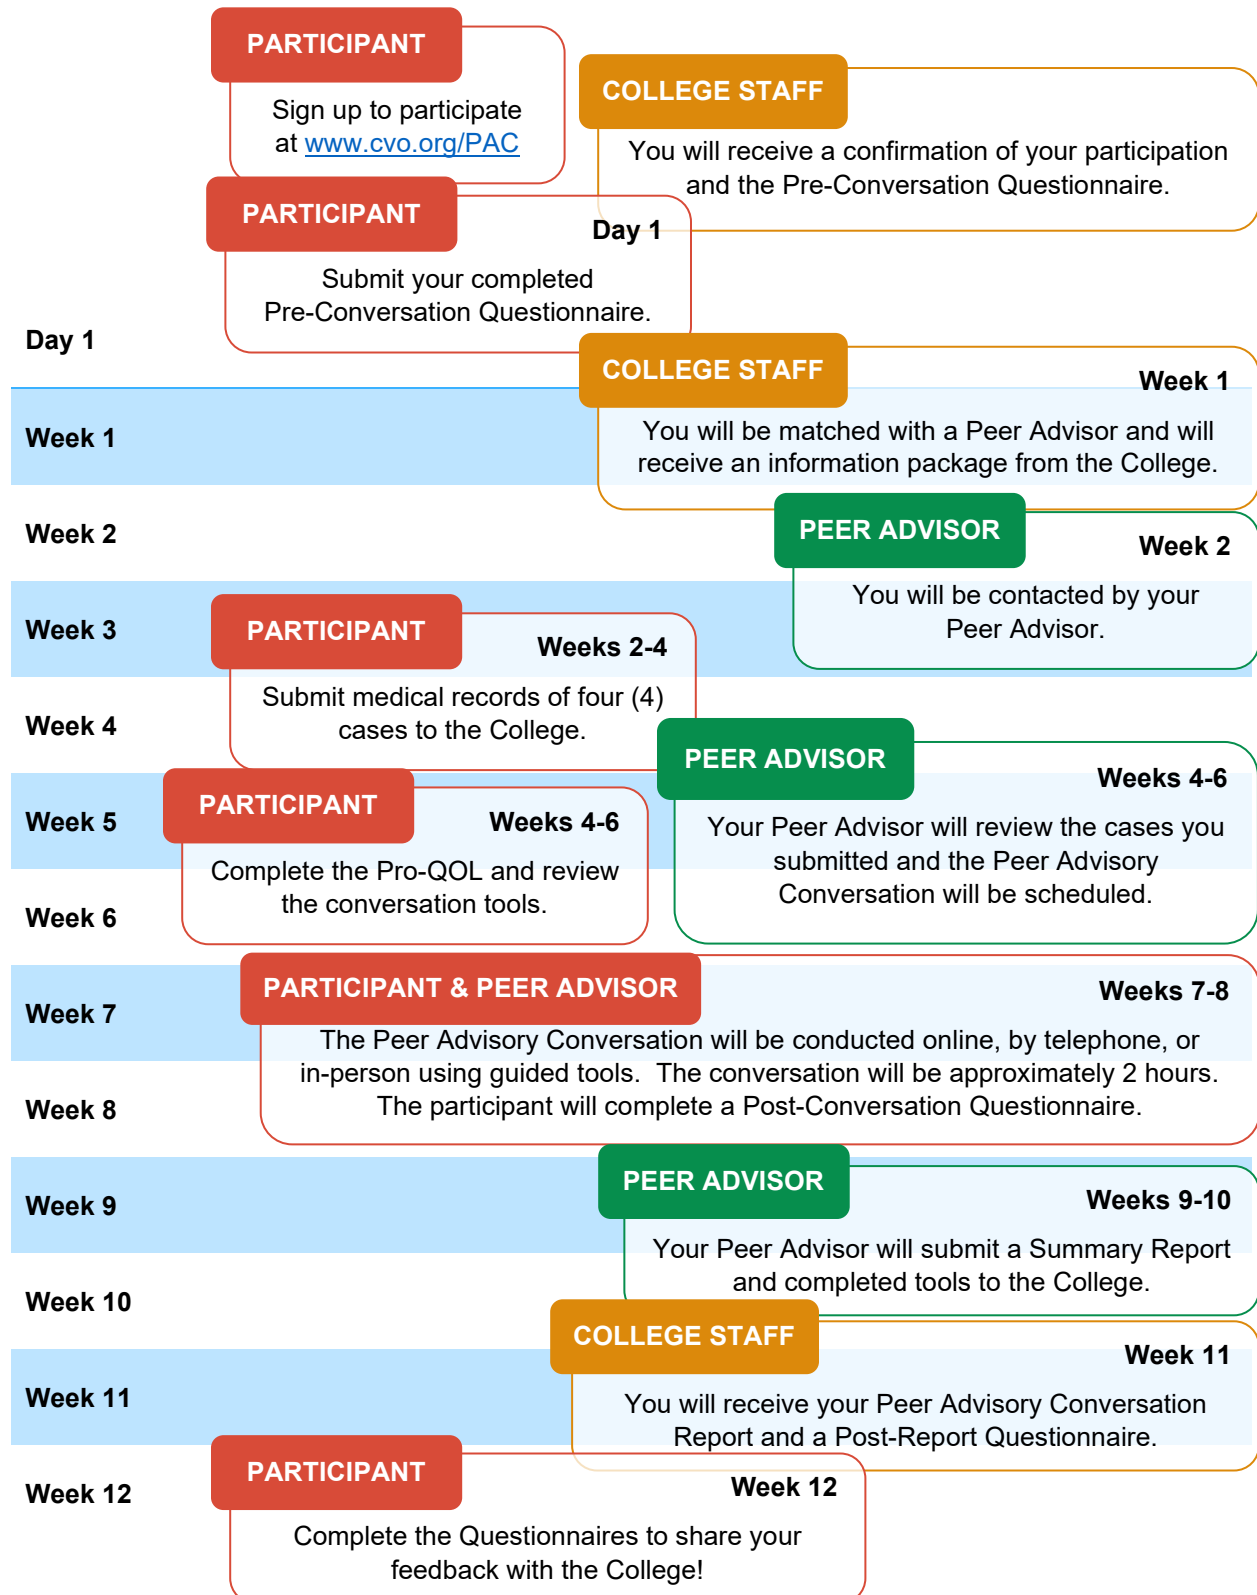 PARTICIPANT
Sign up to participate
at www.cvo.org/PAC
COLLEGE STAFF
You will receive a confirmation of your participation
and the Pre-Conversation Questionnaire.
PARTICIPANT
Day 1
Submit your completed
Pre-Conversation Questionnaire.
Day 1
COLLEGE STAFF
Week 1
Week 1
You will be matched with a Peer Advisor and will
receive an information package from the College.
Week 2
PEER ADVISOR
Week 2
You will be contacted by your
Peer Advisor.
Week 3
PARTICIPANT
Weeks 2-4
Submit medical records of four (4)
cases to the College.
Week 4
PEER ADVISOR
Weeks 4-6
Your Peer Advisor will review the cases you
submitted and the Peer Advisory
Conversation will be scheduled.
Week 5
PARTICIPANT
Weeks 4-6
Complete the Pro-QOL and review
the conversation tools.
Week 6
PARTICIPANT & PEER ADVISOR
Weeks 7-8
Week 7
The Peer Advisory Conversation will be conducted online, by telephone, or
in-person using guided tools.  The conversation will be approximately 2 hours.
The participant will complete a Post-Conversation Questionnaire.
Week 8
PEER ADVISOR
Weeks 9-10
Week 9
Your Peer Advisor will submit a Summary Report
and completed tools to the College.
Week 10
COLLEGE STAFF
Week 11
Week 11
You will receive your Peer Advisory Conversation
Report and a Post-Report Questionnaire.
PARTICIPANT
Week 12
Week 12
Complete the Questionnaires to share your
feedback with the College!